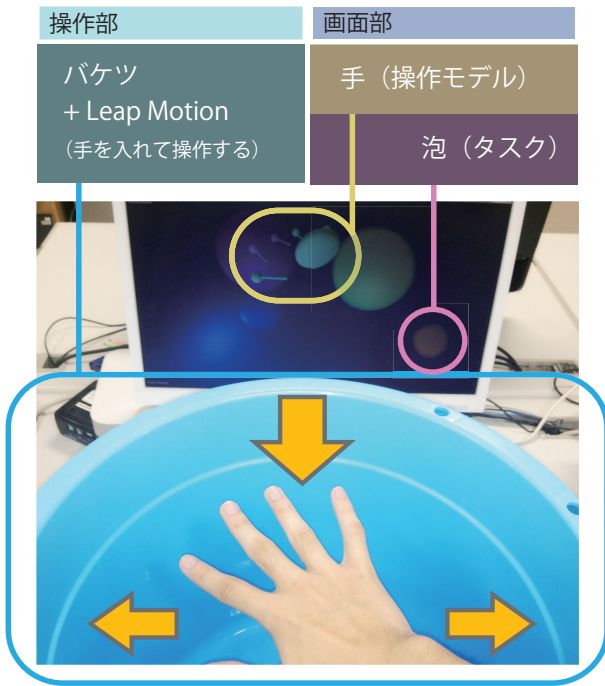 操作部
バケツ
+ Leap Motion
（手を入れて操作する）
画面部
手（操作モデル）
泡（タスク）